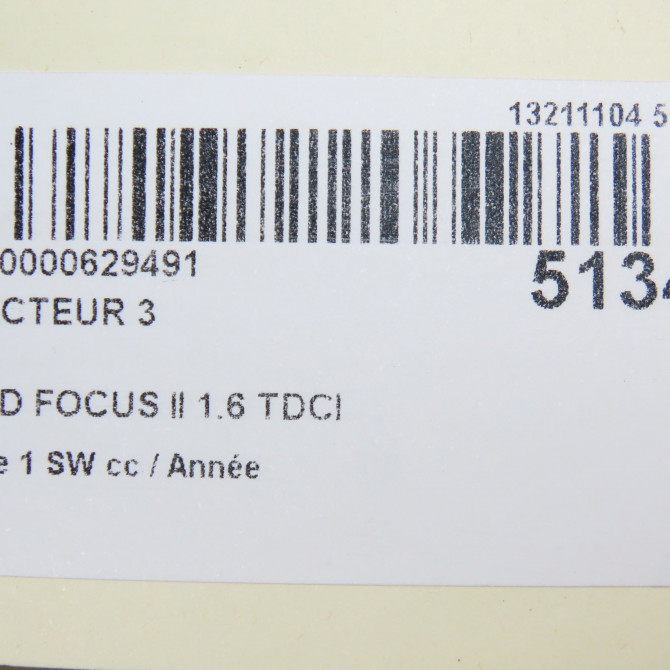 13211104 5
0000629491
5134
CTEUR 3
D FOCUS II 1.6 TDCI
e 1 SW cc / Année